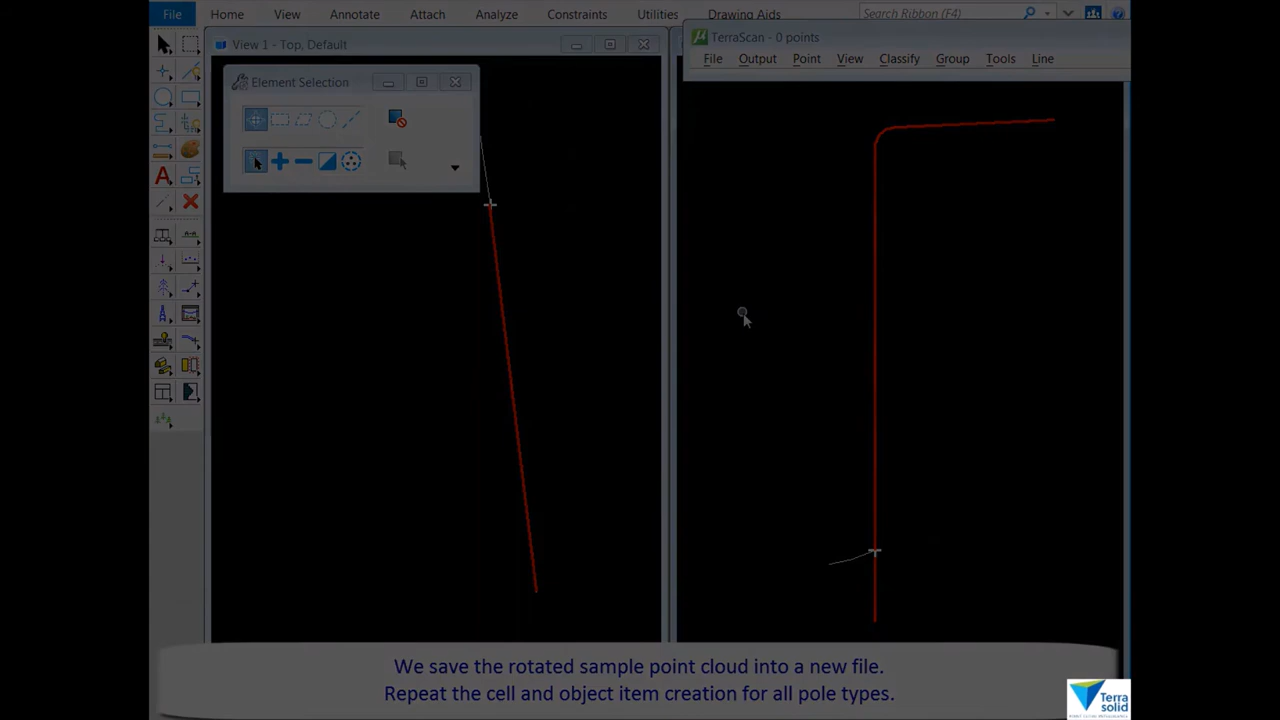 File Home View Annotate Attach Analyze Constraints Utilities Drawing Aids Search Ribbon (F4)
View 1 - Top, Default
TerraScan - 0 points
File Output Point View Classify Group Tools Line
Element Selection
We save the rotated sample point cloud into a new file.
Repeat the cell and object item creation for all pole types.
Terra
solid